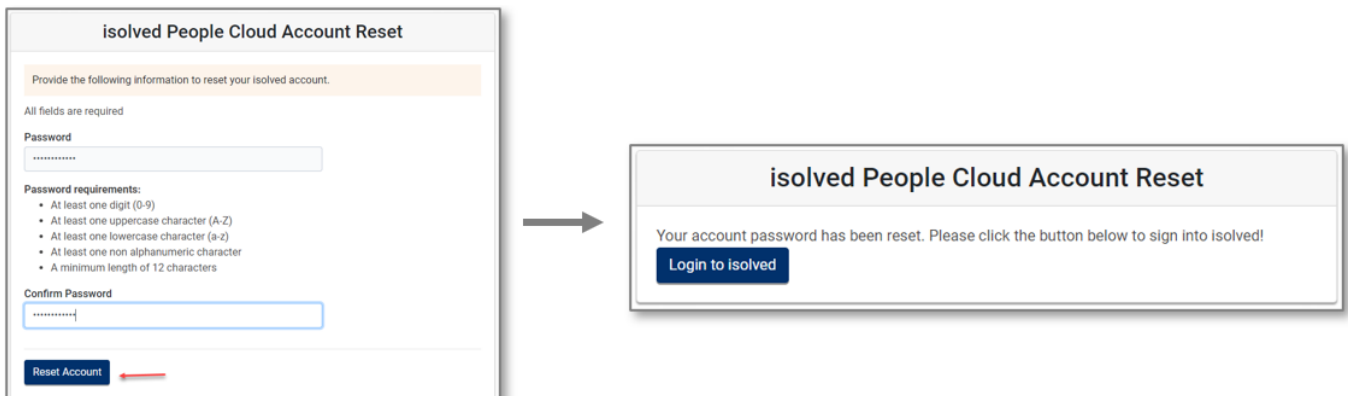 isolved People Cloud Account Reset
Provide the following information to reset your isolved account.
All fields are required
Password
••••••••••••
Password requirements:
• At least one digit (0-9)
• At least one uppercase character (A-Z)
• At least one lowercase character (a-z)
• At least one non alphanumeric character
• A minimum length of 12 characters
Confirm Password
••••••••••••
Reset Account
isolved People Cloud Account Reset
Your account password has been reset. Please click the button below to sign into isolved!
Login to isolved